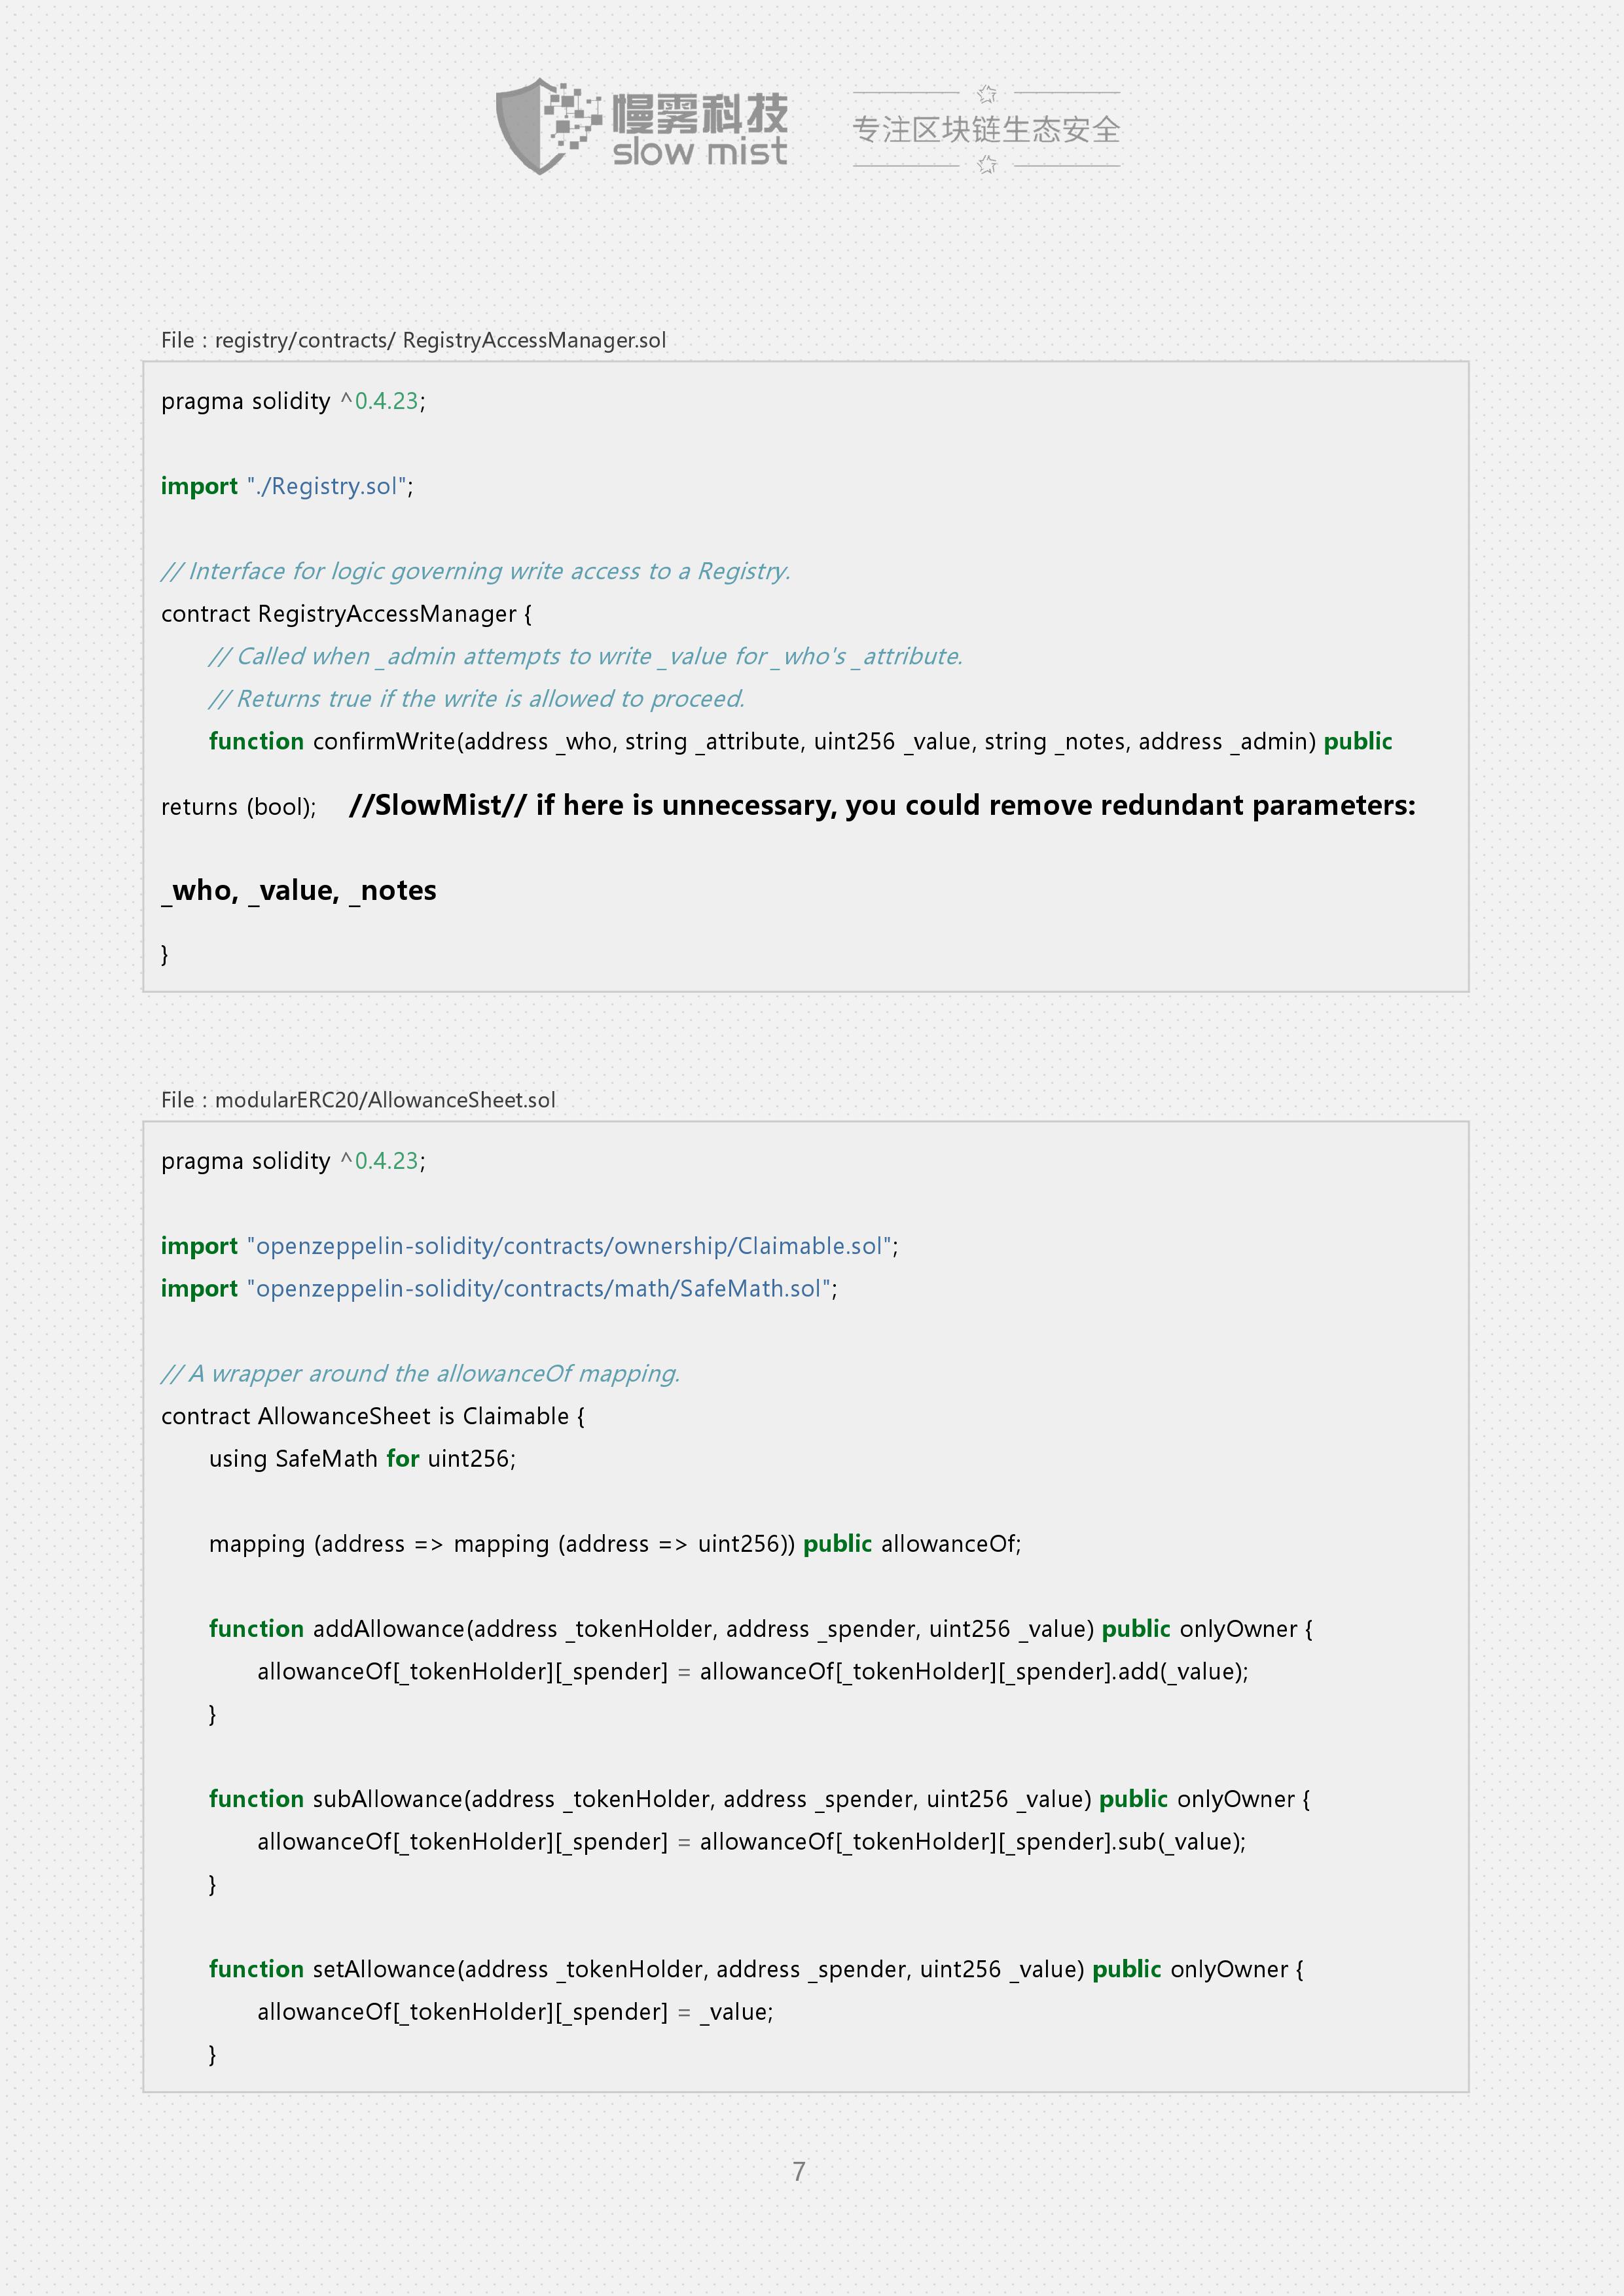 慢雾科技
slow mist
专注区块链生态安全
File : registry/contracts/ RegistryAccessManager.sol
pragma solidity ^0.4.23;
import "./Registry.sol";
// Interface for logic governing write access to a Registry.
contract RegistryAccessManager {
// Called when _admin attempts to write _value for _who's _attribute.
// Returns true if the write is allowed to proceed.
function confirmWrite(address _who, string _attribute, uint256 _value, string _notes, address _admin) public
returns (bool); //SlowMist// if here is unnecessary, you could remove redundant parameters:
_who, _value, _notes
}
File : modularERC20/AllowanceSheet.sol
pragma solidity ^0.4.23;
import "openzeppelin-solidity/contracts/ownership/Claimable.sol";
import "openzeppelin-solidity/contracts/math/SafeMath.sol";
// A wrapper around the allowanceOf mapping.
contract AllowanceSheet is Claimable {
using SafeMath for uint256;
mapping (address => mapping (address => uint256)) public allowanceOf;
function addAllowance(address _tokenHolder, address _spender, uint256 _value) public onlyOwner {
allowanceOf[_tokenHolder][_spender] = allowanceOf[_tokenHolder][_spender].add(_value);
}
function subAllowance(address _tokenHolder, address _spender, uint256 _value) public onlyOwner {
allowanceOf[_tokenHolder][_spender] = allowanceOf[_tokenHolder][_spender].sub(_value);
}
function setAllowance(address _tokenHolder, address _spender, uint256 _value) public onlyOwner {
allowanceOf[_tokenHolder][_spender] = _value;
}
7